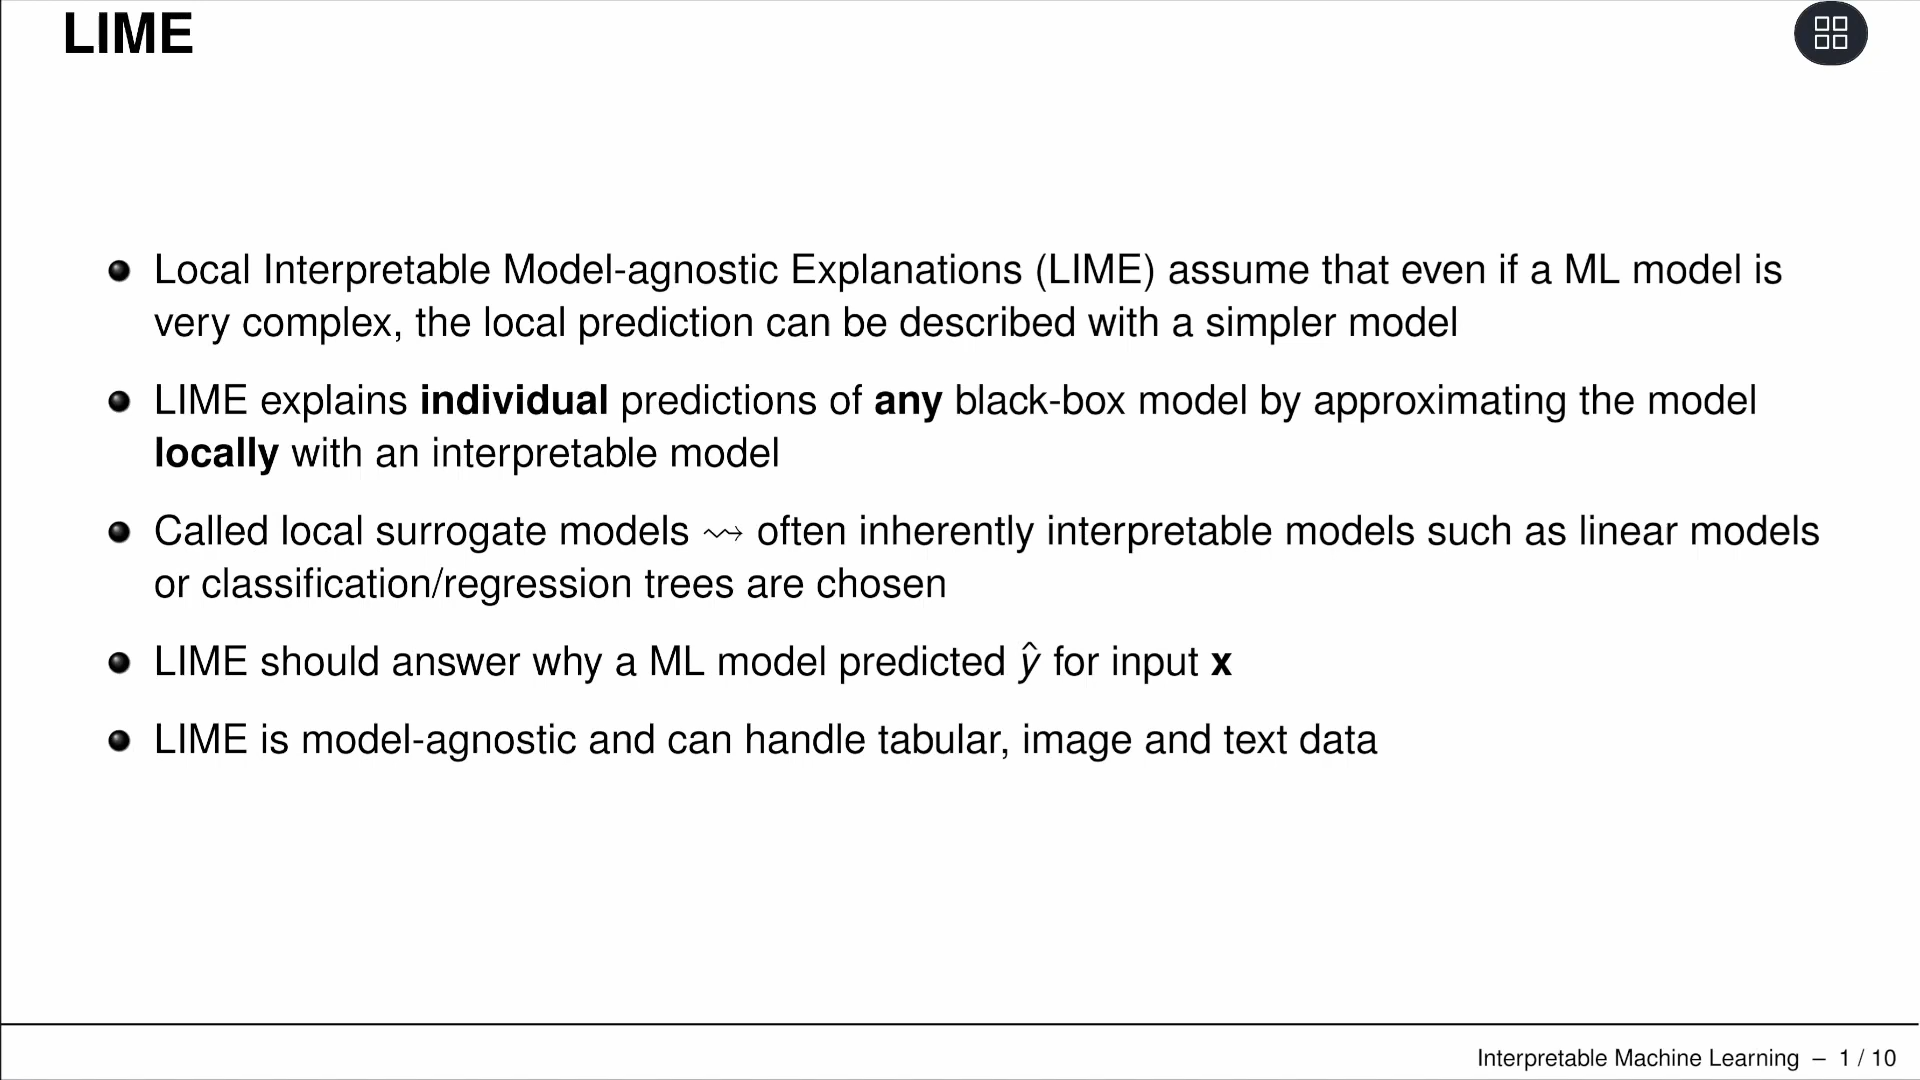 LIME
Local Interpretable Model-agnostic Explanations (LIME) assume that even if a ML model is
very complex, the local prediction can be described with a simpler model
LIME explains individual predictions of any black-box model by approximating the model
locally with an interpretable model
Called local surrogate models ⇝ often inherently interpretable models such as linear models
or classification/regression trees are chosen
LIME should answer why a ML model predicted ŷ for input x
LIME is model-agnostic and can handle tabular, image and text data
Interpretable Machine Learning – 1 / 10